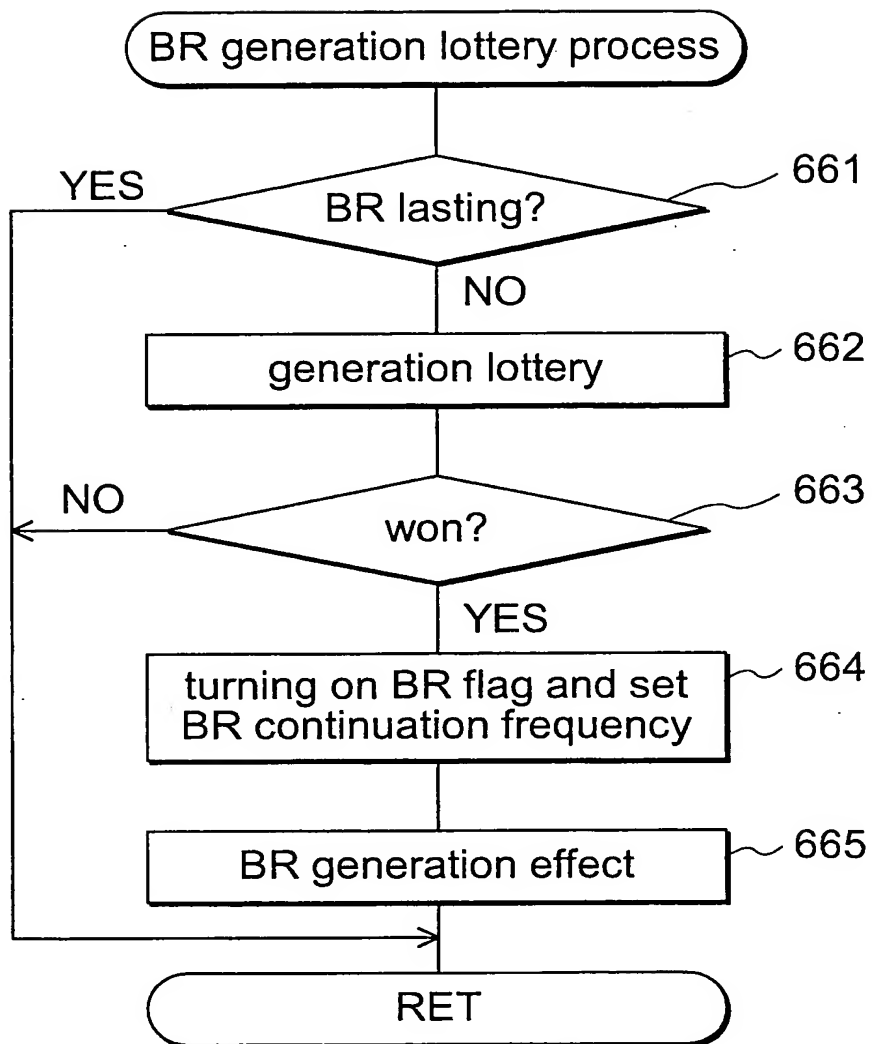 BR generation lottery process
661
YES
BR lasting?
NO
662
generation lottery
663
NO
won?
YES
664
turning on BR flag and set
BR continuation frequency
665
BR generation effect
RET